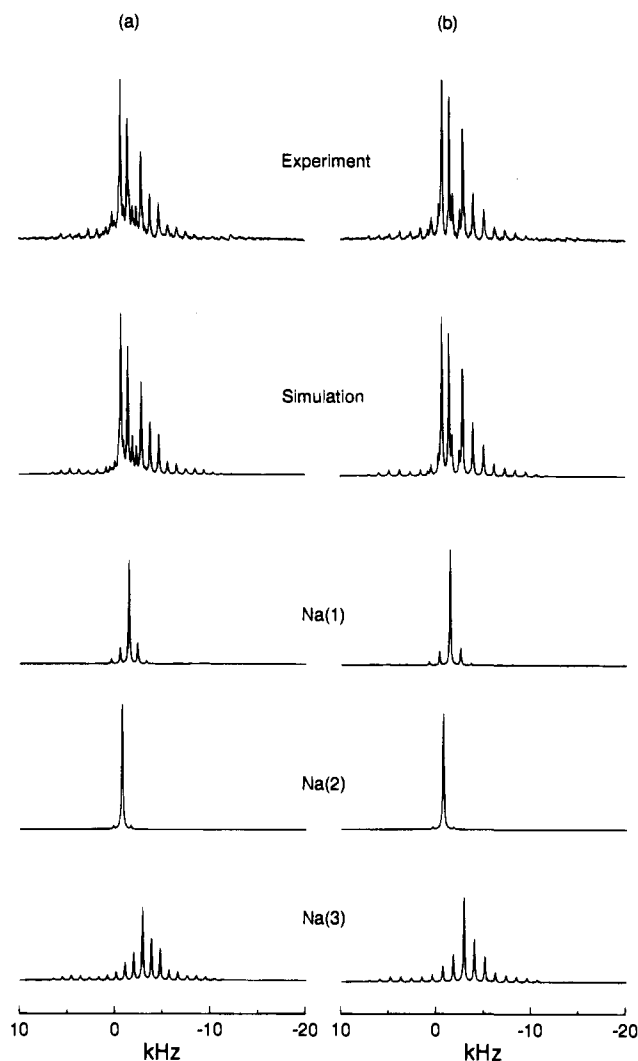 (a) (b)
Experiment
Simulation
Na(1)
Na(2)
Na(3)
10 0 -10 -20 10 0 -10 -20
kHz kHz